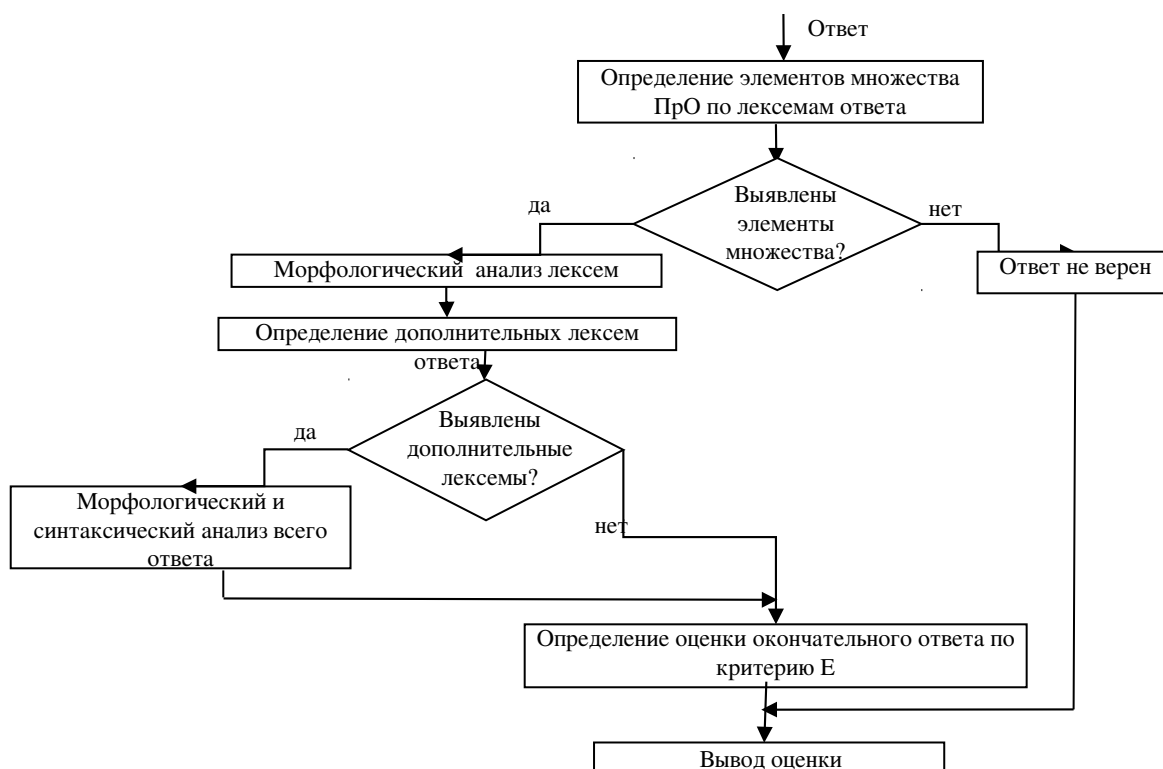 Ответ
Определение элементов множества
ПрО по лексемам ответа
Выявлены
элементы
множества?
да
нет
Морфологический анализ лексем
Ответ не верен
Определение дополнительных лексем
ответа
Выявлены
дополнительные
лексемы?
да
нет
Морфологический и
синтаксический анализ всего
ответа
Определение оценки окончательного ответа по
критерию Е
Вывод оценки